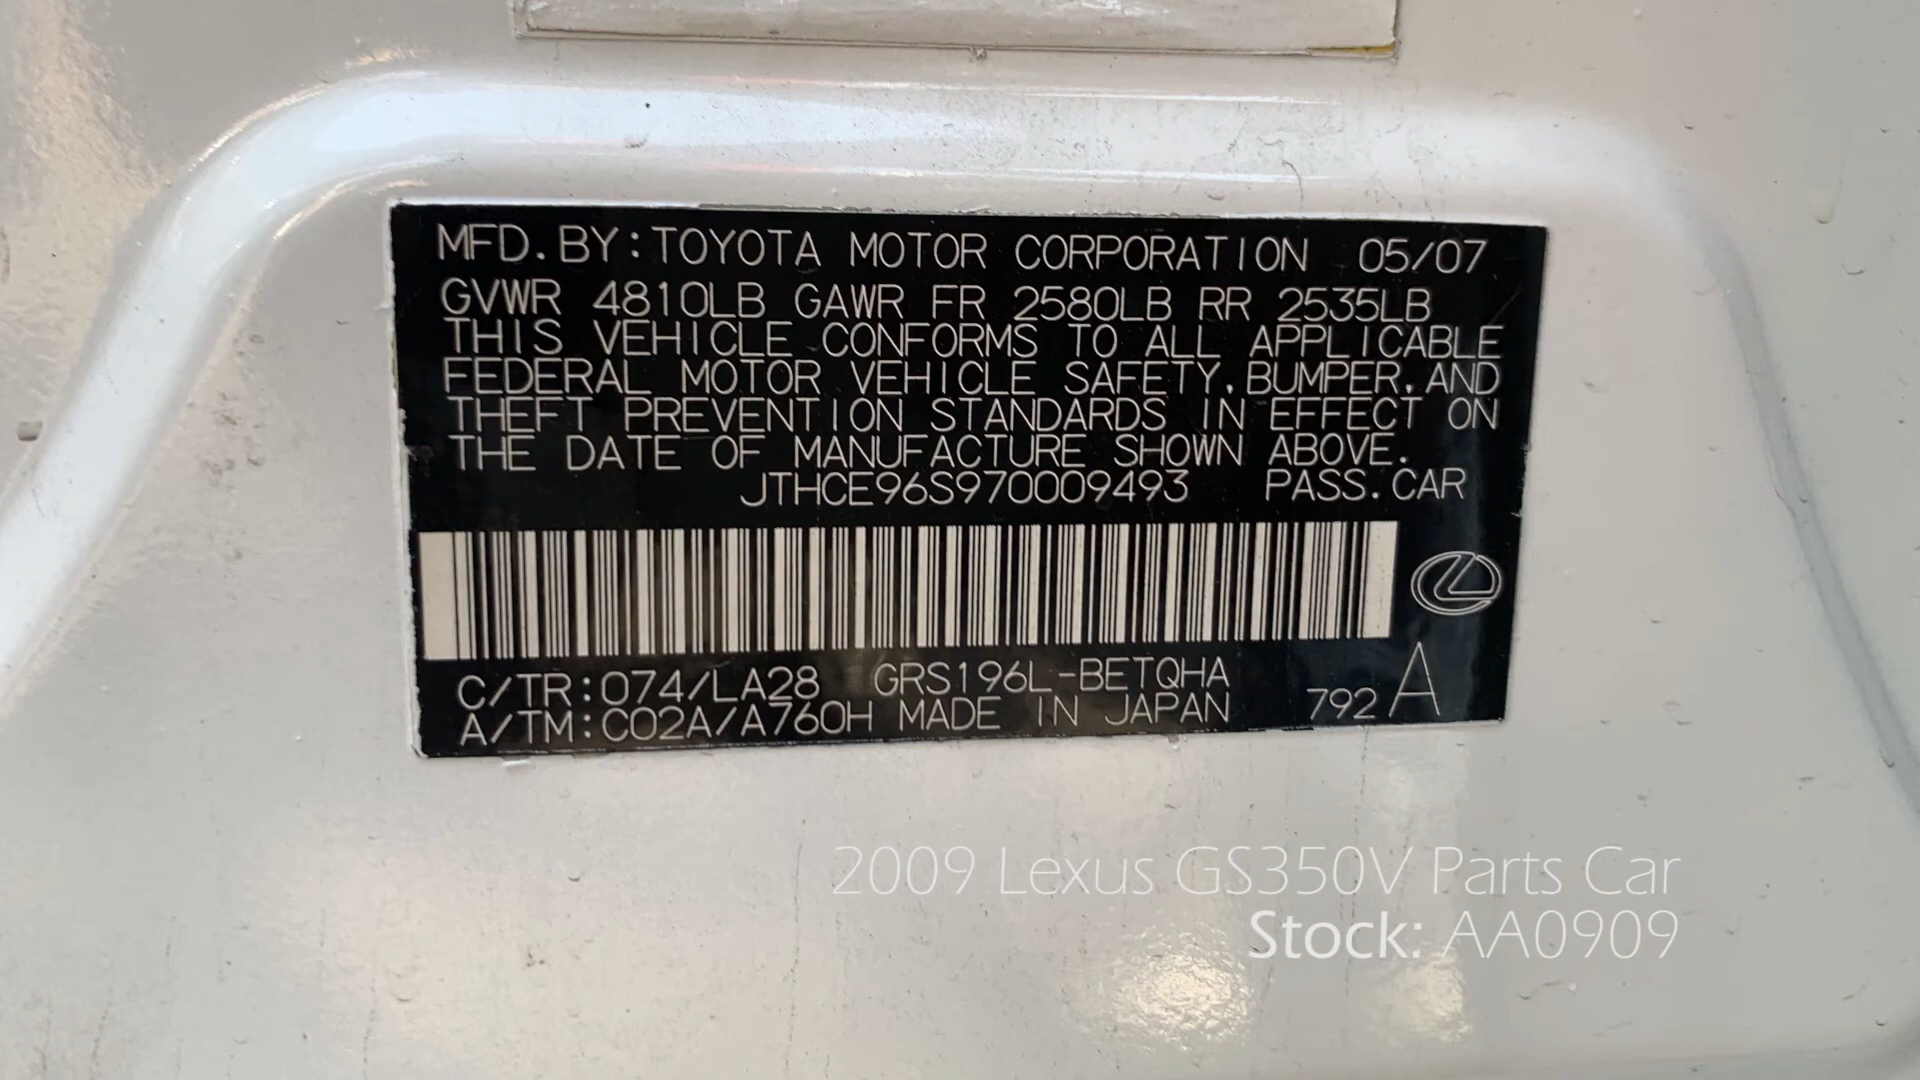 MFD. BY: TOYOTA MOTOR CORPORATION 05/07
GVWR 4810LB GAWR FR 2580LB RR 2535LB
THIS VEHICLE CONFORMS TO ALL APPLICABLE
FEDERAL MOTOR VEHICLE SAFETY, BUMPER, AND
THEFT PREVENTION STANDARDS IN EFFECT ON
THE DATE OF MANUFACTURE SHOWN ABOVE.
JTHCE96S970009493 PASS. CAR
C/TR: 074/LA28 GRS196L-BETQHA
A/TM: C02A/A760H MADE IN JAPAN 792 A
2009 Lexus GS350V Parts Car
Stock: AA0909